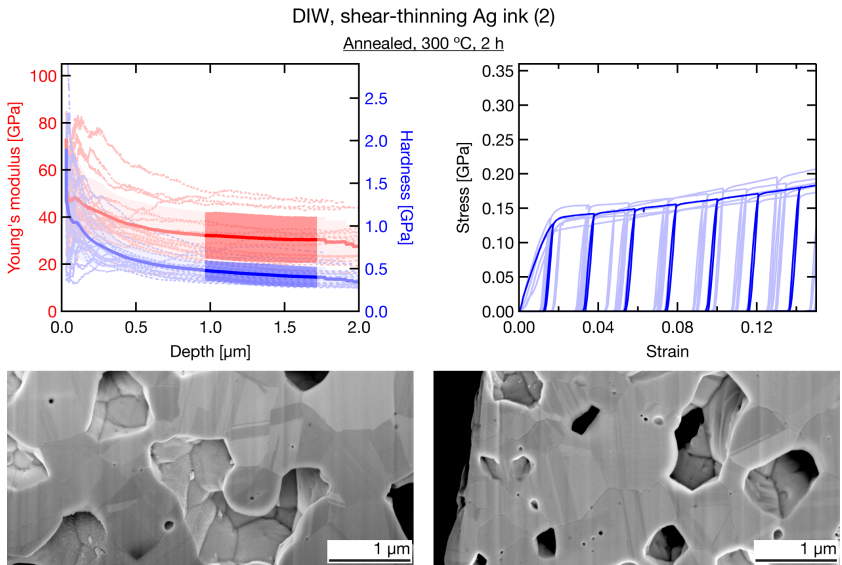 DIW, shear-thinning Ag ink (2)
Annealed, 300 ºC, 2 h
Young's modulus [GPa]
100
80
60
40
20
0
2.5
2.0
1.5
1.0
0.5
0.0
Hardness [GPa]
0.0 0.5 1.0 1.5 2.0
Depth [µm]
Stress [GPa]
0.35
0.30
0.25
0.20
0.15
0.10
0.05
0.00
0.00 0.04 0.08 0.12
Strain
1 µm
1 µm